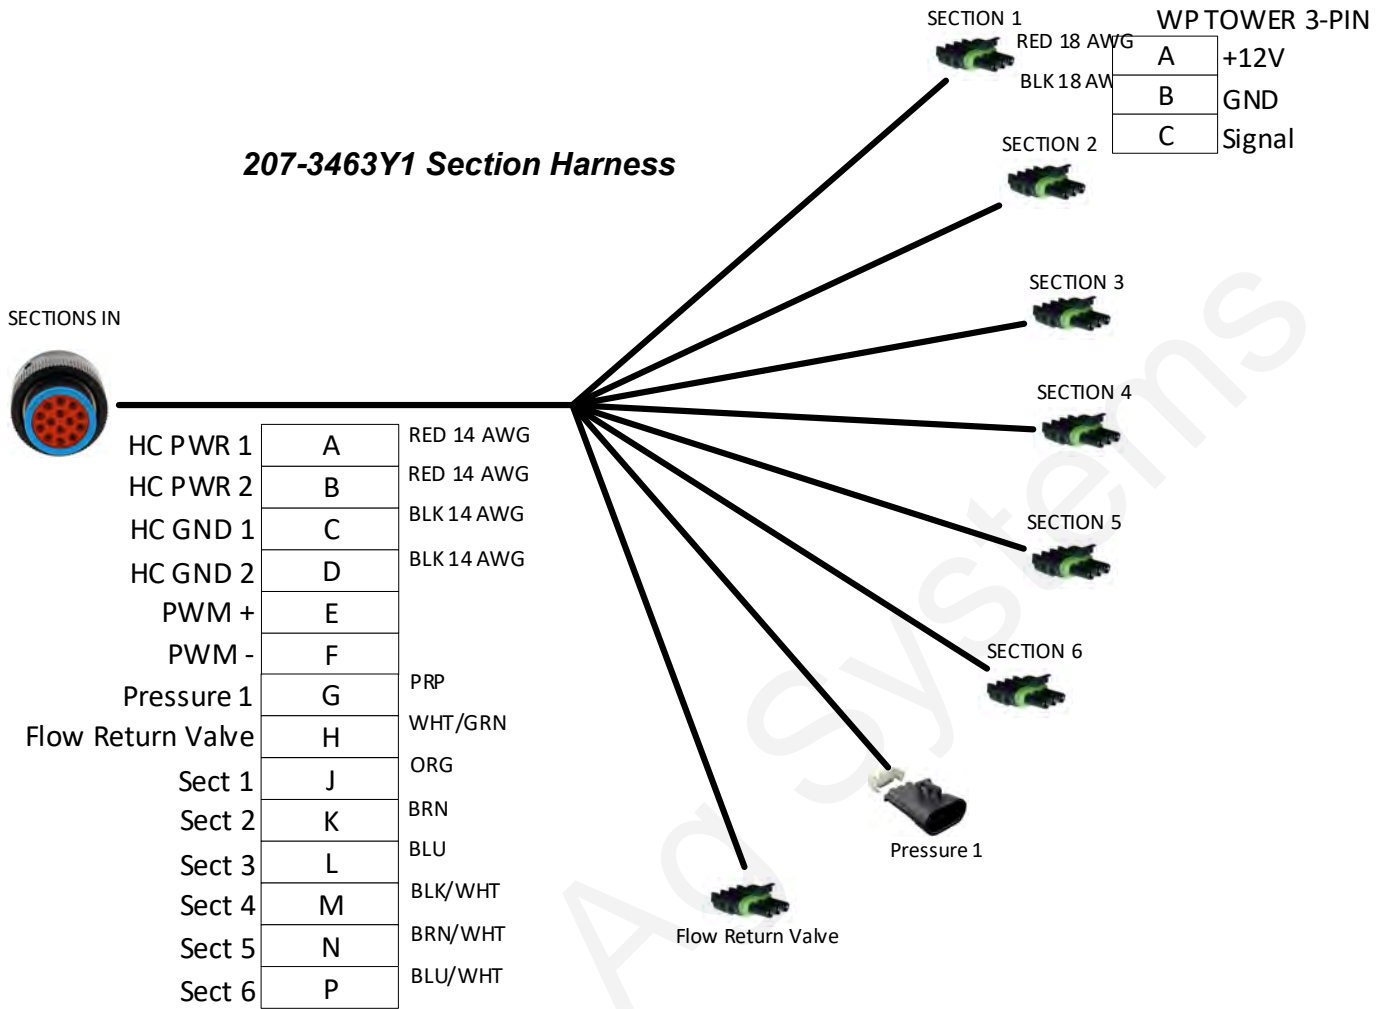 SECTION 1
WP TOWER 3-PIN
RED 18 AWG
A
+12V
BLK 18 AW
B
GND
C
Signal
SECTION 2
207-3463Y1 Section Harness
SECTION 3
SECTIONS IN
SECTION 4
HC PWR 1 A RED 14 AWG
HC PWR 2 B RED 14 AWG
HC GND 1 C BLK 14 AWG
HC GND 2 D BLK 14 AWG
PWM + E
PWM - F
Pressure 1 G PRP
Flow Return Valve H WHT/GRN
Sect 1 J ORG
Sect 2 K BRN
Sect 3 L BLU
Sect 4 M BLK/WHT
Sect 5 N BRN/WHT
Sect 6 P BLU/WHT
SECTION 5
SECTION 6
Pressure 1
Flow Return Valve
Ag Systems